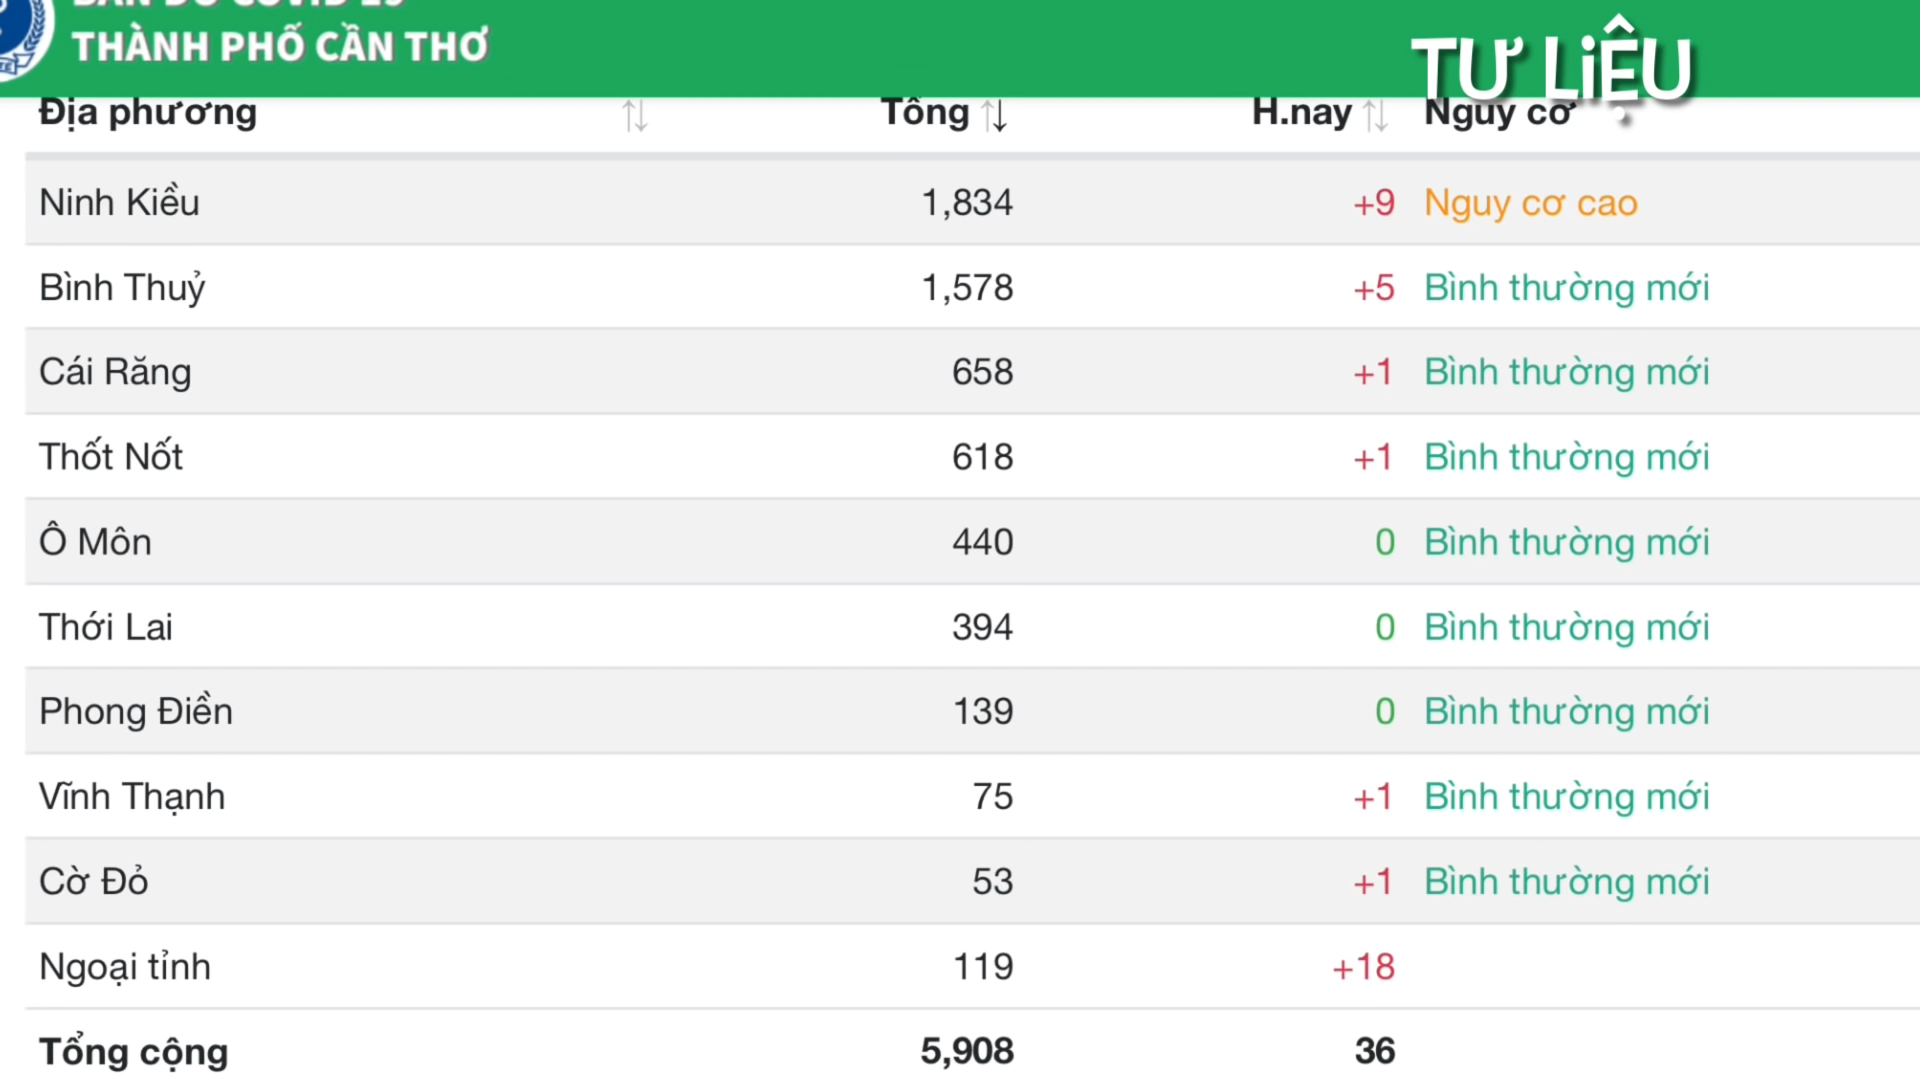 BẢN ĐỒ COVID-19
THÀNH PHỐ CẦN THƠ
TƯ LIỆU
Địa phương Tổng H.nay Nguy cơ
Ninh Kiều 1,834 +9 Nguy cơ cao
Bình Thuỷ 1,578 +5 Bình thường mới
Cái Răng 658 +1 Bình thường mới
Thốt Nốt 618 +1 Bình thường mới
Ô Môn 440 0 Bình thường mới
Thới Lai 394 0 Bình thường mới
Phong Điền 139 0 Bình thường mới
Vĩnh Thạnh 75 +1 Bình thường mới
Cờ Đỏ 53 +1 Bình thường mới
Ngoại tỉnh 119 +18
Tổng cộng 5,908 36